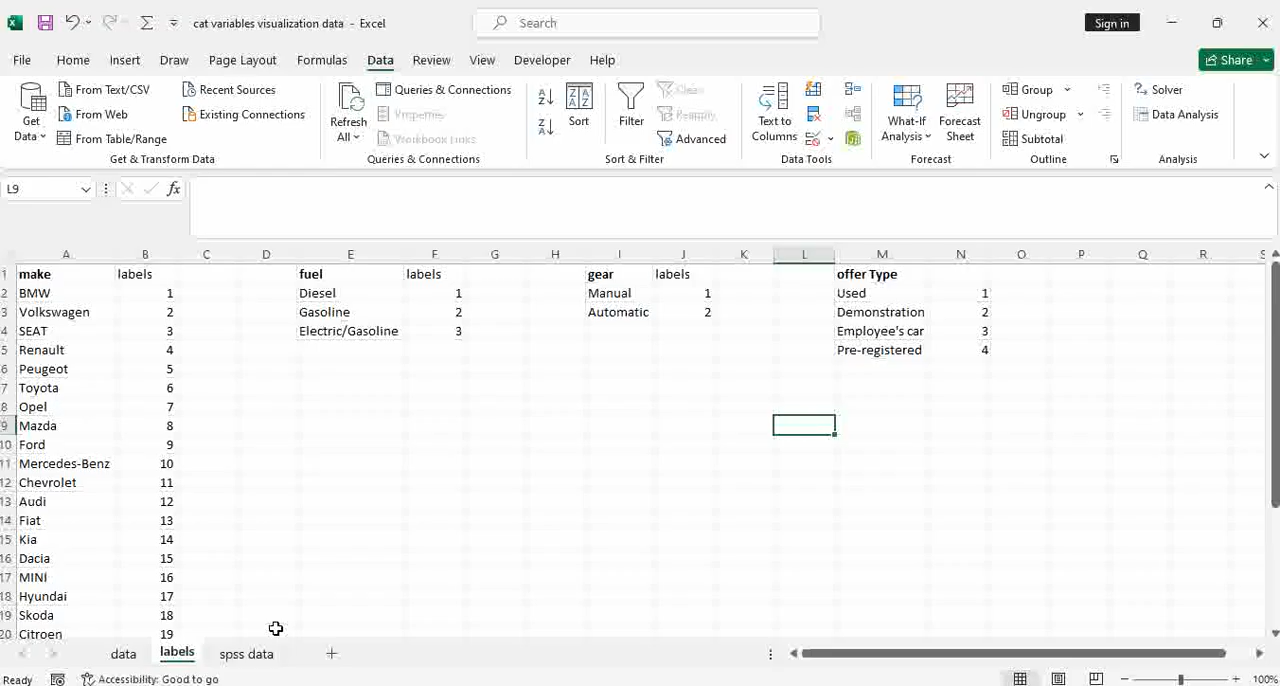 cat variables visualization data - Excel
Search
Sign in
File Home Insert Draw Page Layout Formulas Data Review View Developer Help
Share
Get Data
From Text/CSV
From Web
From Table/Range
Recent Sources
Existing Connections
Get & Transform Data
Refresh All
Queries & Connections
Properties
Workbook Links
Queries & Connections
Sort
Filter
Clear
Reapply
Advanced
Sort & Filter
Text to Columns
Data Tools
What-If Analysis
Forecast Sheet
Forecast
Group
Ungroup
Subtotal
Outline
Solver
Data Analysis
Analysis
L9
fx
A B C D E F G H I J K L M N O P Q R S
1 make labels fuel labels gear labels offer Type
2 BMW 1 Diesel 1 Manual 1 Used 1
3 Volkswagen 2 Gasoline 2 Automatic 2 Demonstration 2
4 SEAT 3 Electric/Gasoline 3 Employee's car 3
5 Renault 4 Pre-registered 4
6 Peugeot 5
7 Toyota 6
8 Opel 7
9 Mazda 8
10 Ford 9
11 Mercedes-Benz 10
12 Chevrolet 11
13 Audi 12
14 Fiat 13
15 Kia 14
16 Dacia 15
17 MINI 16
18 Hyundai 17
19 Skoda 18
20 Citroen 19
data labels spss data
Ready Accessibility: Good to go 100%